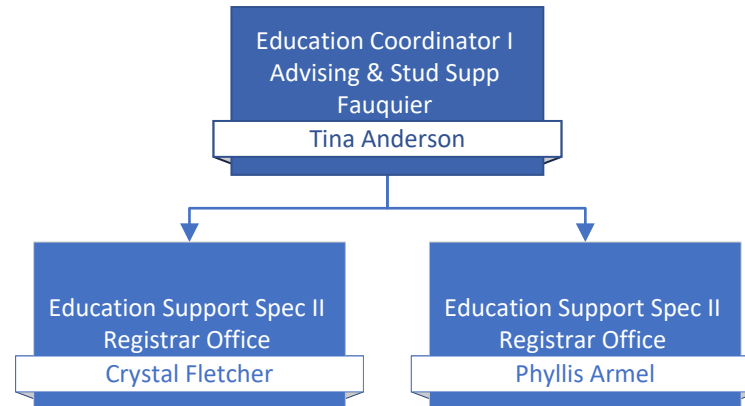 Education Coordinator I
Advising & Stud Supp
Fauquier
Tina Anderson
Education Support Spec II
Registrar Office
Crystal Fletcher
Education Support Spec II
Registrar Office
Phyllis Armel